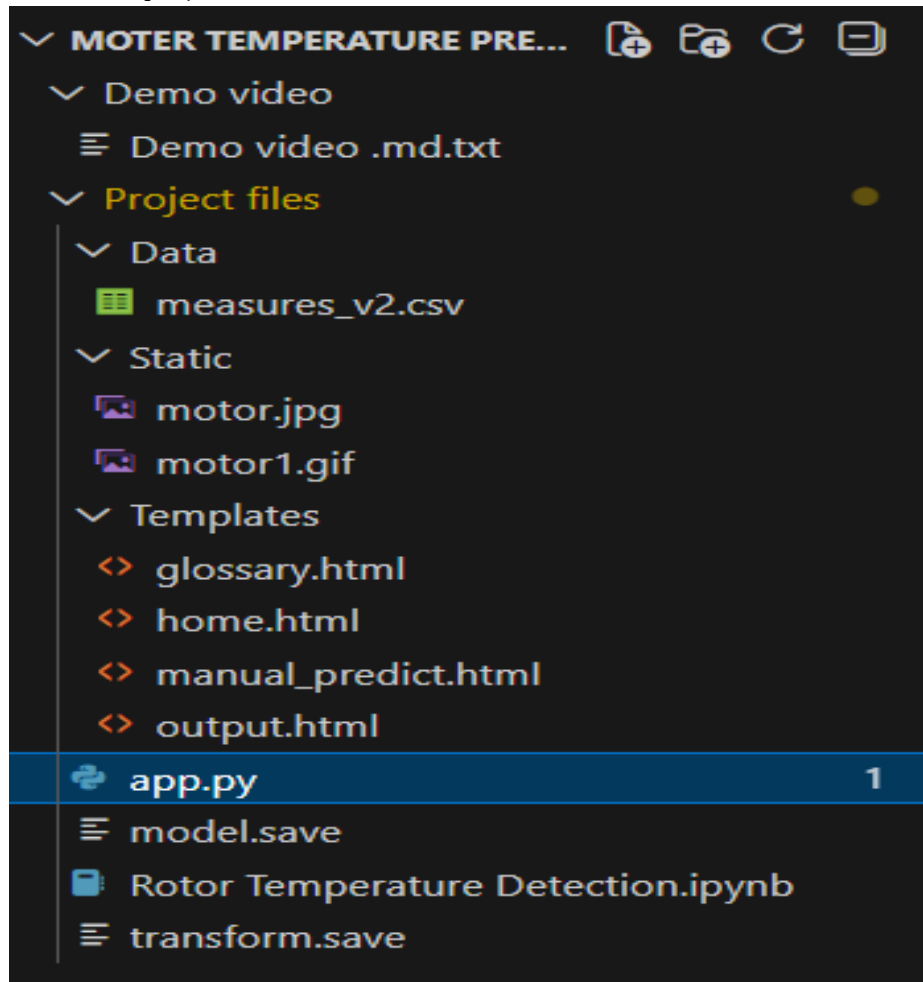 MOTER TEMPERATURE PRE...
Demo video
Demo video .md.txt
Project files
Data
measures_v2.csv
Static
motor.jpg
motor1.gif
Templates
glossary.html
home.html
manual_predict.html
output.html
app.py 1
model.save
Rotor Temperature Detection.ipynb
transform.save